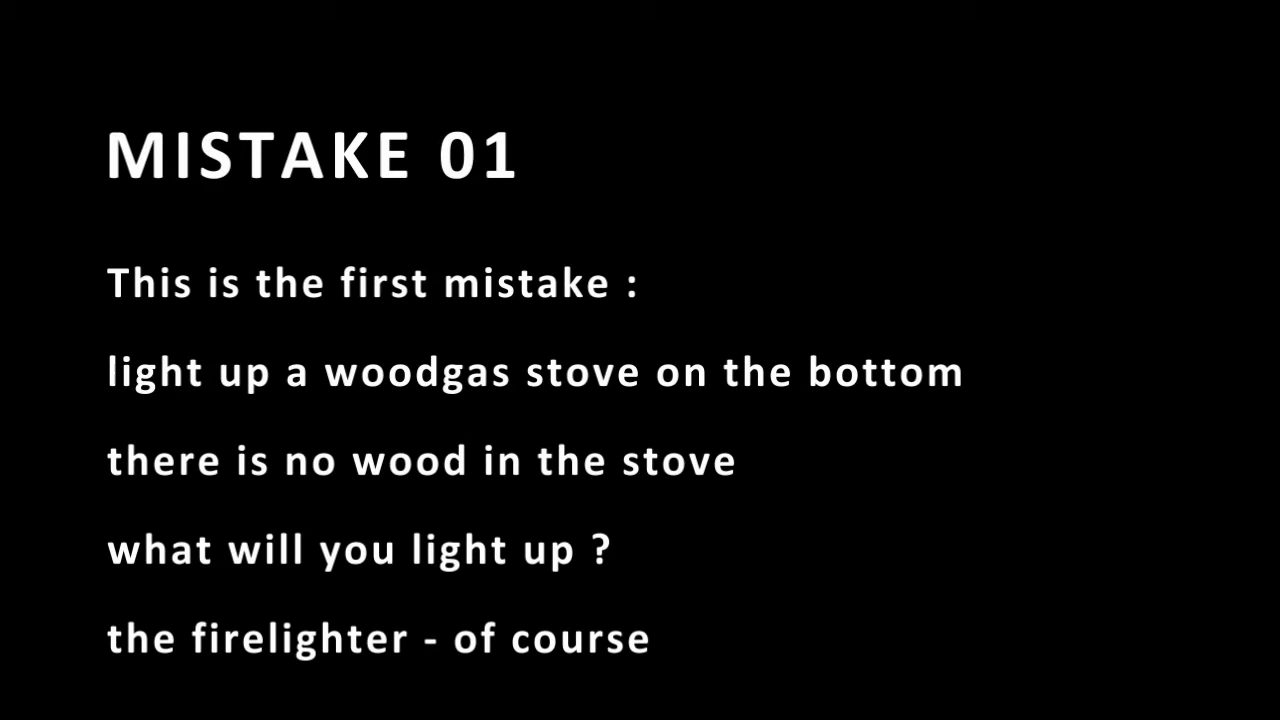 MISTAKE 01
This is the first mistake :
light up a woodgas stove on the bottom
there is no wood in the stove
what will you light up ?
the firelighter - of course